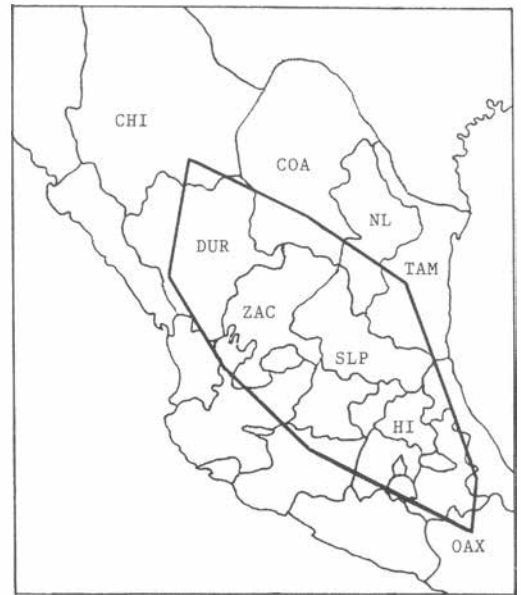 CHI
COA
NL
DUR
TAM
ZAC
SLP
HI
OAX